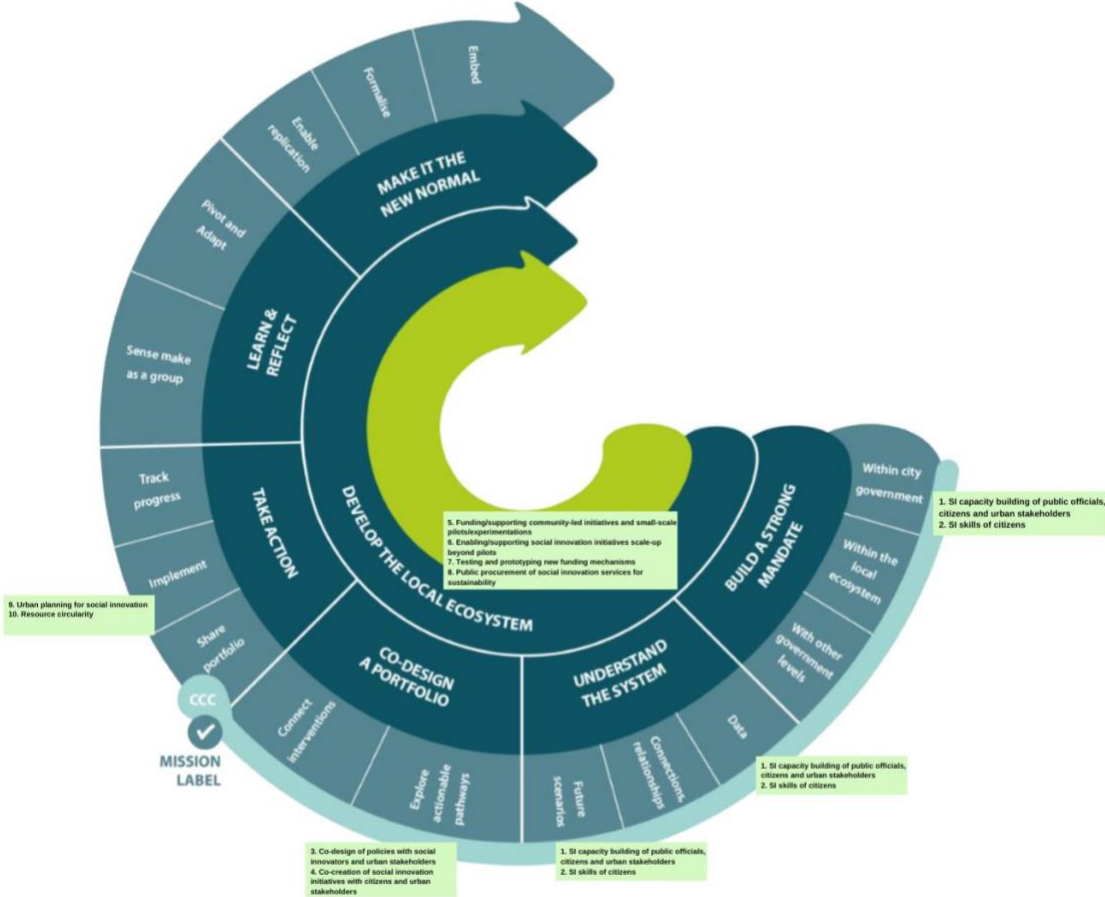 Embed
Formalise
Enable
replication
MAKE IT THE
NEW NORMAL
Pivot and
Adapt
LEARN &
REFLECT
Sense make
as a group
Track
progress
TAKE ACTION
Implement
Share
portfolio
9. Urban planning for social innovation
10. Resource circularity
CCC
MISSION
LABEL
DEVELOP THE LOCAL ECOSYSTEM
5. Funding/supporting community-led initiatives and small-scale
pilots/experimentations
6. Enabling/supporting social innovation initiatives scale-up
beyond pilots
7. Testing and prototyping new funding mechanisms
8. Public procurement of social innovation services for
sustainability
CO-DESIGN
A PORTFOLIO
Connect
interventions
Explore
actionable
pathways
3. Co-design of policies with social
innovators and urban stakeholders
4. Co-creation of social innovation
initiatives with citizens and urban
stakeholders
UNDERSTAND
THE SYSTEM
Future
scenarios
Connections,
relationships
Data
1. SI capacity building of public officials,
citizens and urban stakeholders
2. SI skills of citizens
1. SI capacity building of public officials,
citizens and urban stakeholders
2. SI skills of citizens
BUILD A STRONG
MANDATE
Within city
government
Within the
local
ecosystem
With other
government
levels
1. SI capacity building of public officials,
citizens and urban stakeholders
2. SI skills of citizens